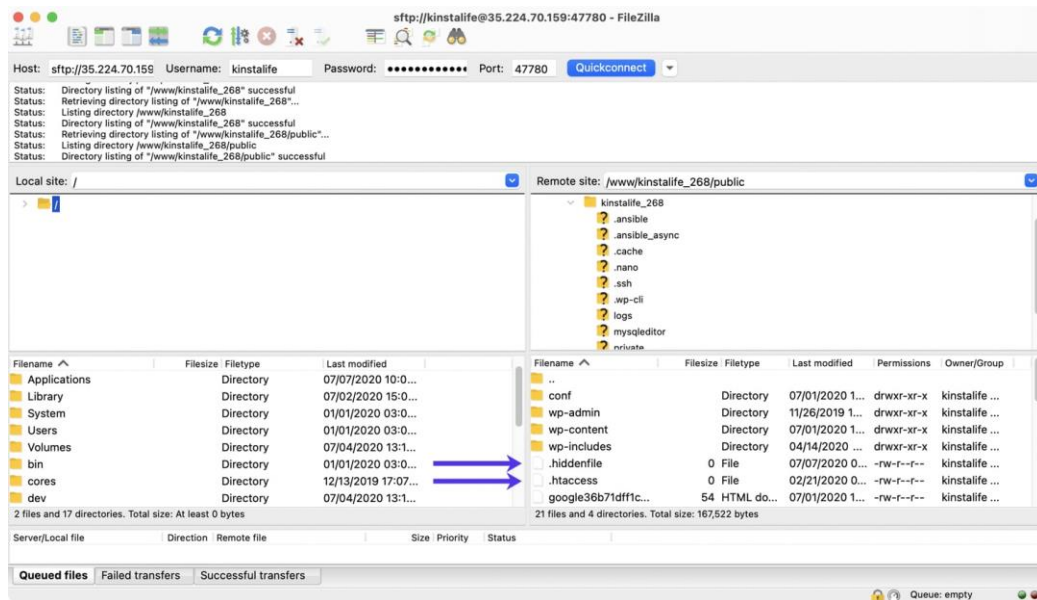 sftp://kinstalife@35.224.70.159:47780 - FileZilla
Host: sftp://35.224.70.159 Username: kinstalife Password: ●●●●●●●●●●●● Port: 47780 Quickconnect
Status: Directory listing of "/www/kinstalife_268" successful
Status: Retrieving directory listing of "/www/kinstalife_268"...
Status: Listing directory /www/kinstalife_268
Status: Directory listing of "/www/kinstalife_268" successful
Status: Retrieving directory listing of "/www/kinstalife_268/public"...
Status: Listing directory /www/kinstalife_268/public
Status: Directory listing of "/www/kinstalife_268/public" successful
Local site: /
/
Remote site: /www/kinstalife_268/public
kinstalife_268
.ansible
.ansible_async
.cache
.nano
.ssh
.wp-cli
logs
mysqleditor
private
Filename Filesize Filetype Last modified
Applications Directory 07/07/2020 10:0...
Library Directory 07/02/2020 15:0...
System Directory 01/01/2020 03:0...
Users Directory 01/01/2020 03:0...
Volumes Directory 07/04/2020 13:1...
bin Directory 01/01/2020 03:0...
cores Directory 12/13/2019 17:07...
dev Directory 07/04/2020 13:1...
2 files and 17 directories. Total size: At least 0 bytes
Filename Filesize Filetype Last modified Permissions Owner/Group
..
conf Directory 07/01/2020 1... drwxr-xr-x kinstalife ...
wp-admin Directory 11/26/2019 1... drwxr-xr-x kinstalife ...
wp-content Directory 07/01/2020 1... drwxr-xr-x kinstalife ...
wp-includes Directory 04/14/2020 ... drwxr-xr-x kinstalife ...
.hiddenfile 0 File 07/07/2020 0... -rw-r--r-- kinstalife ...
.htaccess 0 File 02/21/2020 0... -rw-r--r-- kinstalife ...
google36b71dff1c... 54 HTML do... 07/01/2020 1... -rw-r--r-- kinstalife ...
21 files and 4 directories. Total size: 167,522 bytes
Server/Local file Direction Remote file Size Priority Status
Queued files Failed transfers Successful transfers
Queue: empty